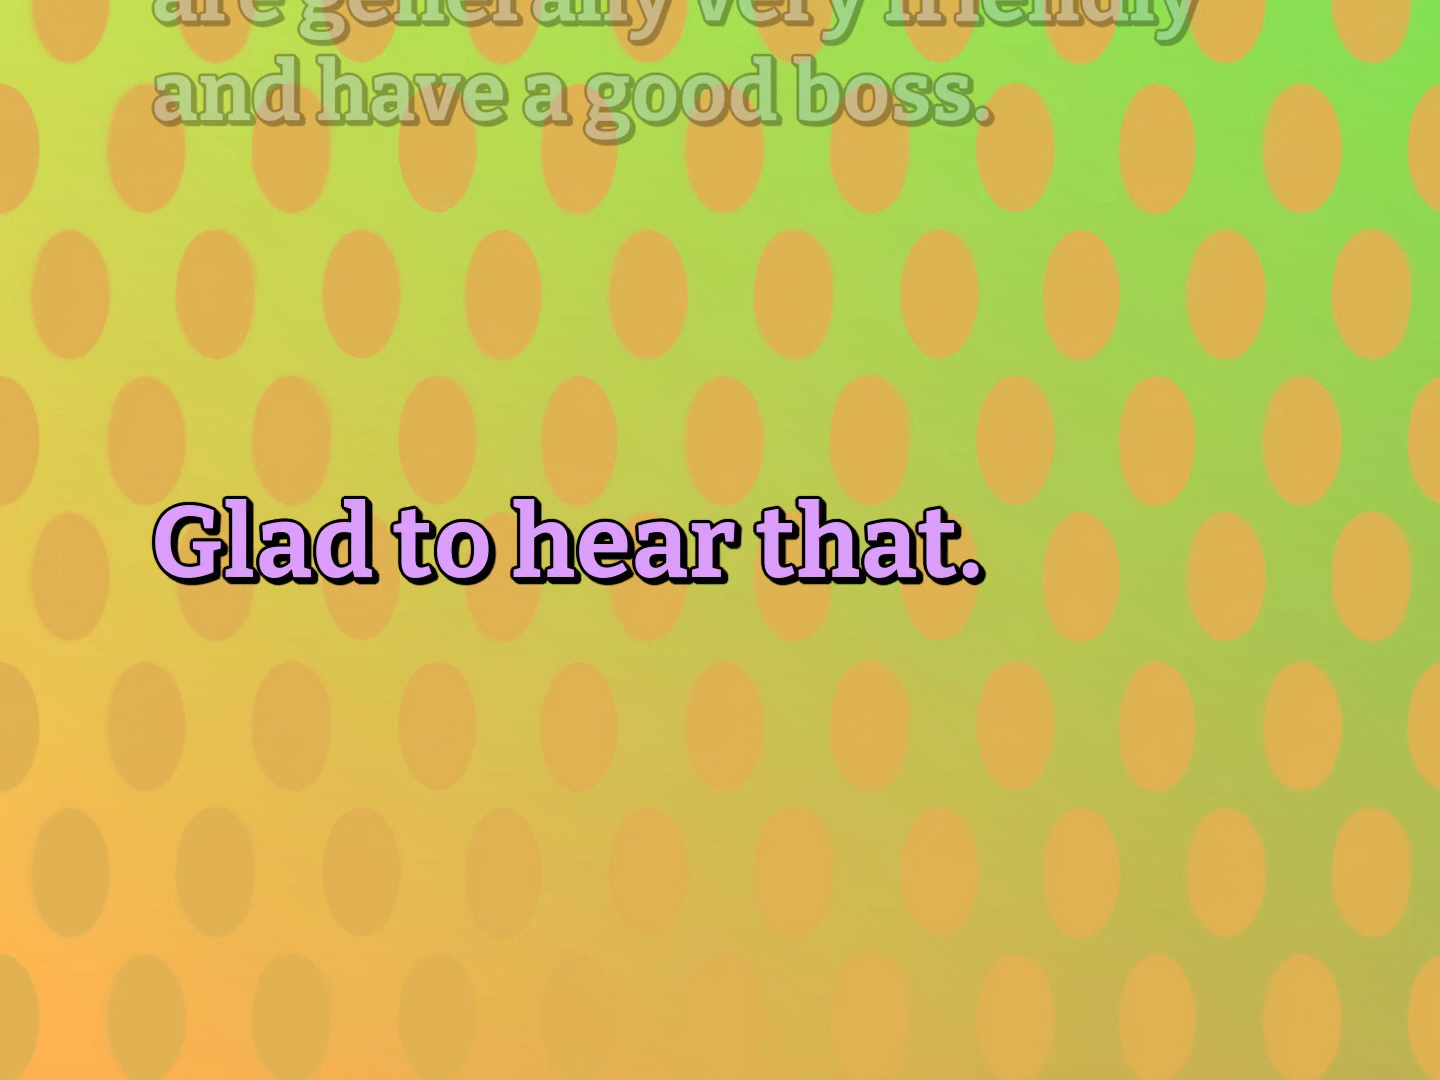 are generally very friendly
and have a good boss.
Glad to hear that.